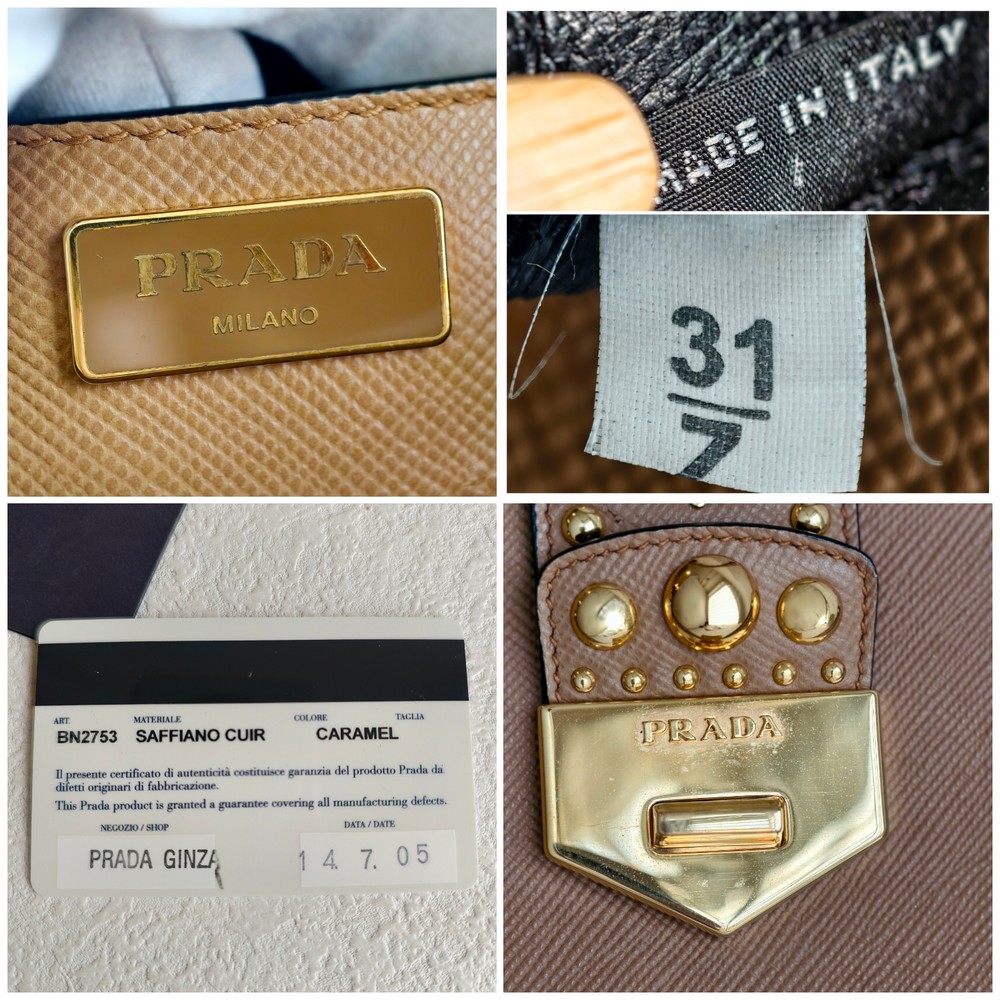 PRADA
MILANO
MADE IN ITALY
31
7
ART. MATERIALE COLORE TAGLIA
BN2753 SAFFIANO CUIR CARAMEL
Il presente certificato di autenticità costituisce garanzia del prodotto Prada da
difetti originari di fabbricazione.
This Prada product is granted a guarantee covering all manufacturing defects.
NEGOZIO / SHOP DATA / DATE
PRADA GINZA 14. 7. 05
PRADA